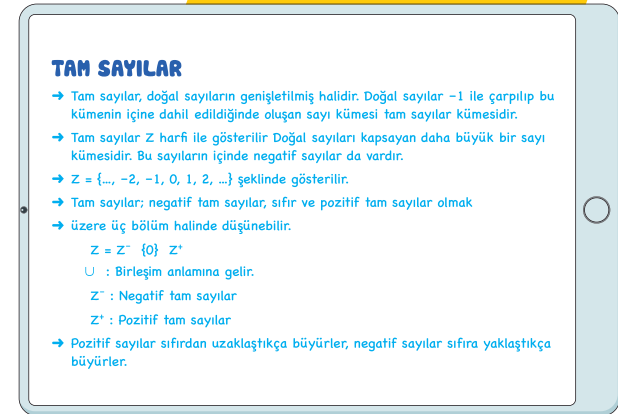 TAM SAYILAR
➜ Tam sayılar, doğal sayıların genişletilmiş halidir. Doğal sayılar −1 ile çarpılıp bu
kümenin içine dahil edildiğinde oluşan sayı kümesi tam sayılar kümesidir.
➜ Tam sayılar Z harfi ile gösterilir Doğal sayıları kapsayan daha büyük bir sayı
kümesidir. Bu sayıların içinde negatif sayılar da vardır.
➜ Z = {…, −2, −1, 0, 1, 2, …} şeklinde gösterilir.
➜ Tam sayılar; negatif tam sayılar, sıfır ve pozitif tam sayılar olmak
➜ üzere üç bölüm halinde düşünebilir.
Z = Z⁻ {0} Z⁺
∪ : Birleşim anlamına gelir.
Z⁻ : Negatif tam sayılar
Z⁺ : Pozitif tam sayılar
➜ Pozitif sayılar sıfırdan uzaklaştıkça büyürler, negatif sayılar sıfıra yaklaştıkça
büyürler.